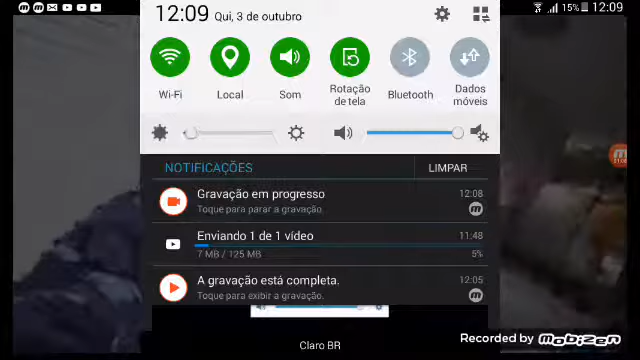 15% 12:09
12:09 Qui, 3 de outubro
Wi-Fi
Local
Som
Rotação
de tela
Bluetooth
Dados
móveis
NOTIFICAÇÕES
LIMPAR
Gravação em progresso
12:08
Toque para parar a gravação.
Enviando 1 de 1 vídeo
11:48
7 MB / 125 MB
5%
A gravação está completa.
12:05
Toque para exibir a gravação.
Claro BR
Recorded by Mobizen